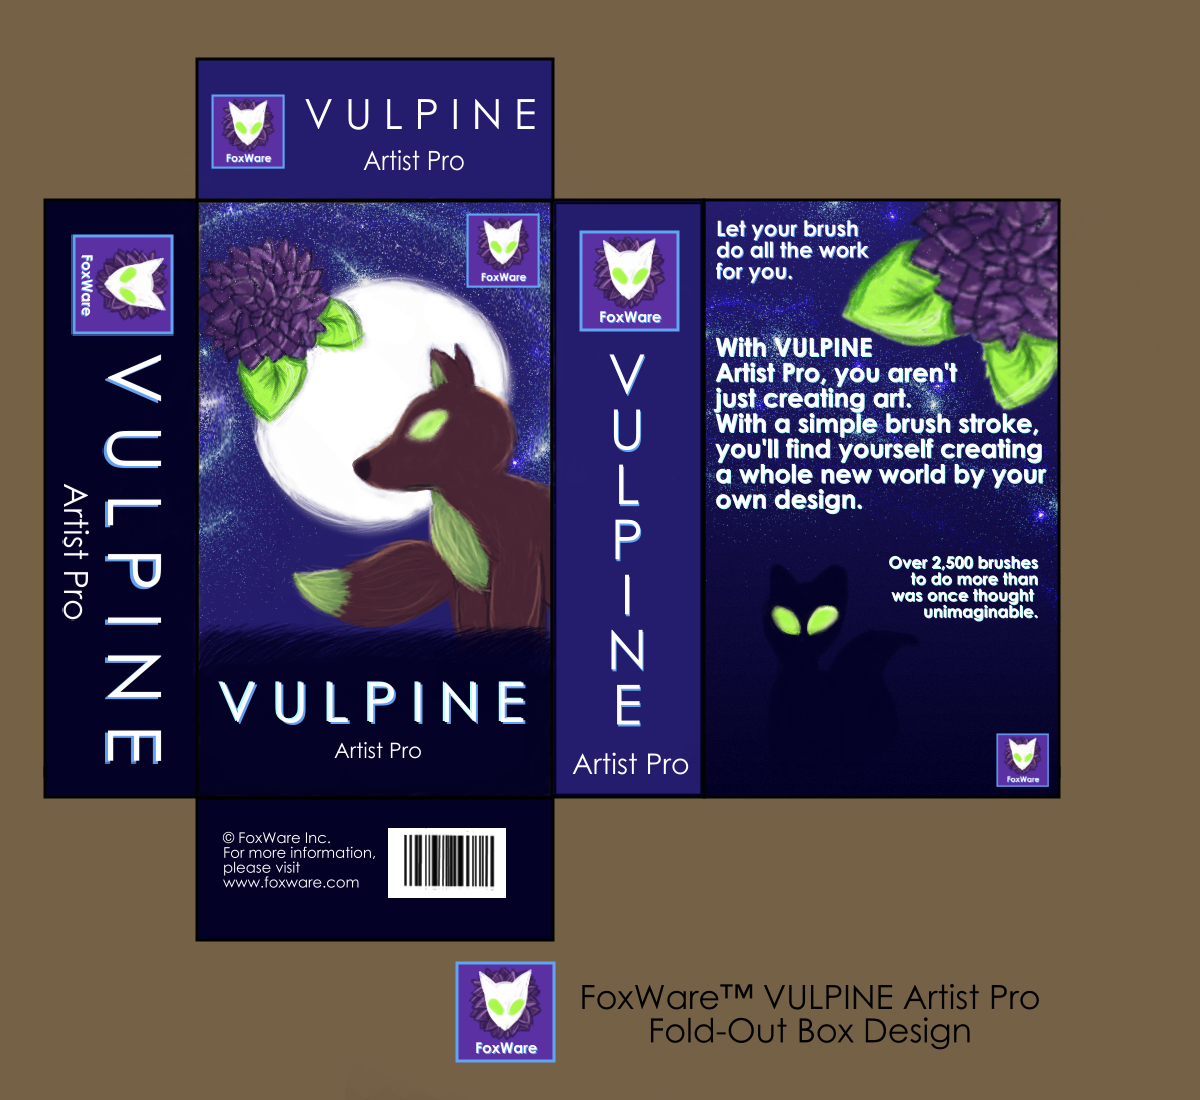 FoxWare
VULPINE
Artist Pro
FoxWare
VULPINE
Artist Pro
FoxWare
VULPINE
Artist Pro
FoxWare
VULPINE
Artist Pro
Let your brush
do all the work
for you.
With VULPINE
Artist Pro, you aren't
just creating art.
With a simple brush stroke,
you'll find yourself creating
a whole new world by your
own design.
Over 2,500 brushes
to do more than
was once thought
unimaginable.
FoxWare
© FoxWare Inc.
For more information,
please visit
www.foxware.com
FoxWare
FoxWare™ VULPINE Artist Pro
Fold-Out Box Design